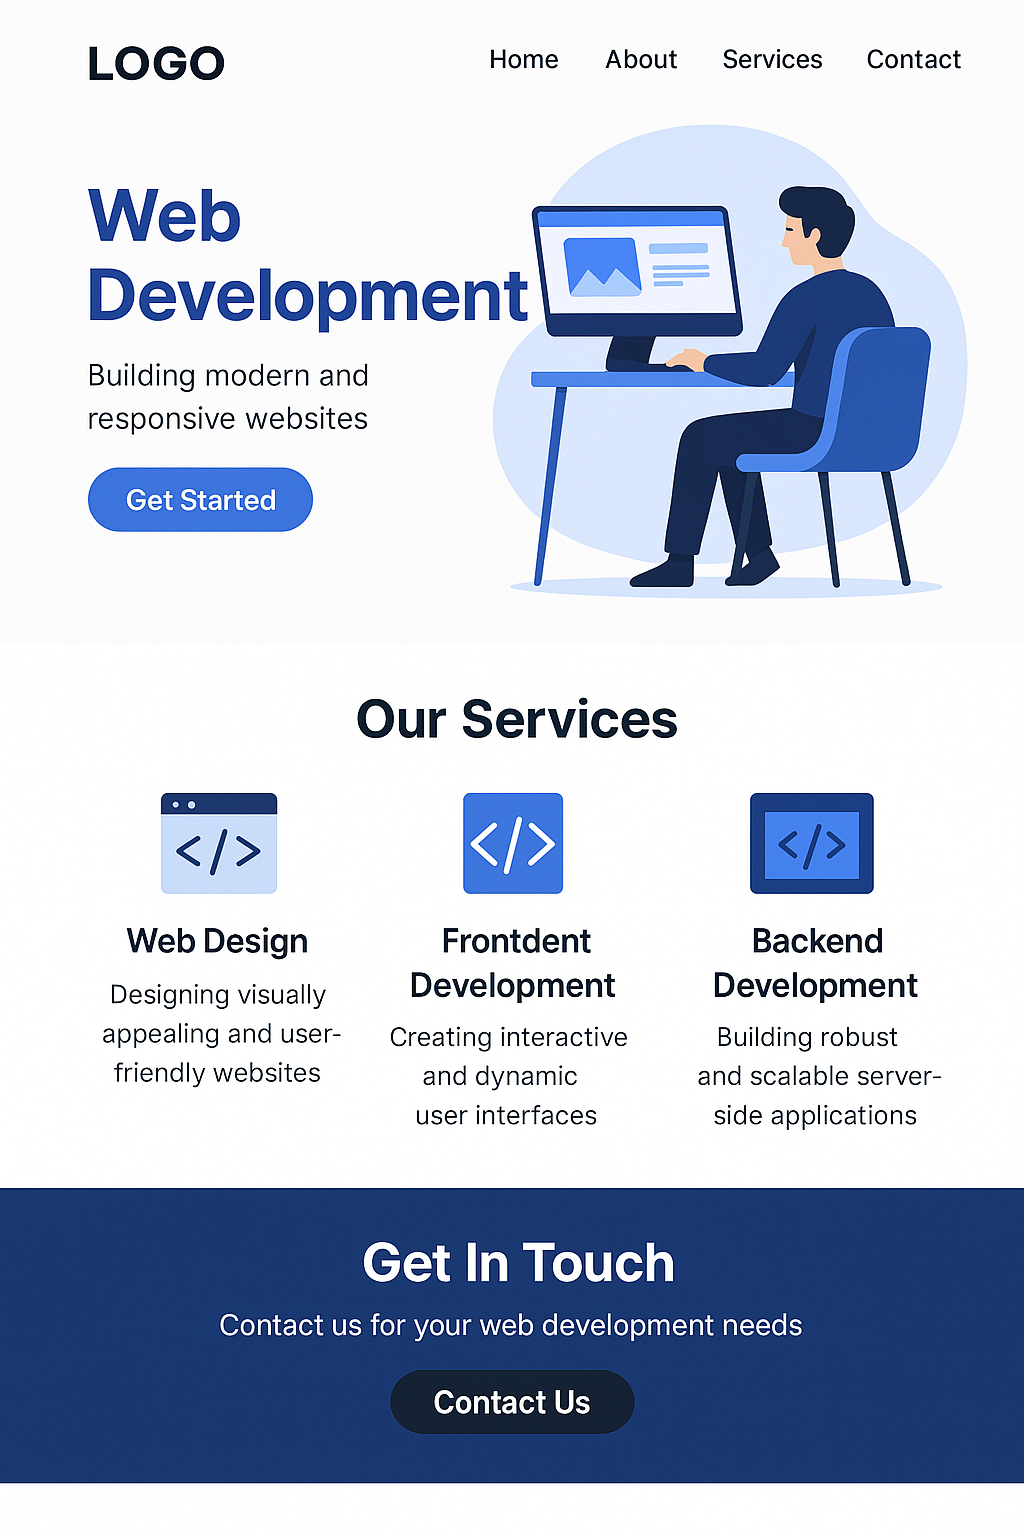 LOGO
Home About Services Contact
Web
Development
Building modern and
responsive websites
Get Started
Our Services
</>
</>
</>
Web Design
Designing visually
appealing and user-
friendly websites
Frontdent
Development
Creating interactive
and dynamic
user interfaces
Backend
Development
Building robust
and scalable server-
side applications
Get In Touch
Contact us for your web development needs
Contact Us